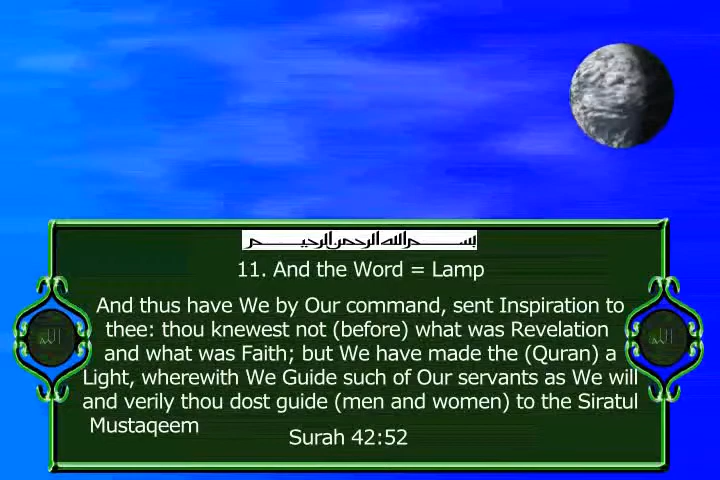 بسم الله الرحمن الرحيم
11. And the Word = Lamp
And thus have We by Our command, sent Inspiration to
thee: thou knewest not (before) what was Revelation
and what was Faith; but We have made the (Quran) a
Light, wherewith We Guide such of Our servants as We will
and verily thou dost guide (men and women) to the Siratul
Mustaqeem
Surah 42:52
الله
الله